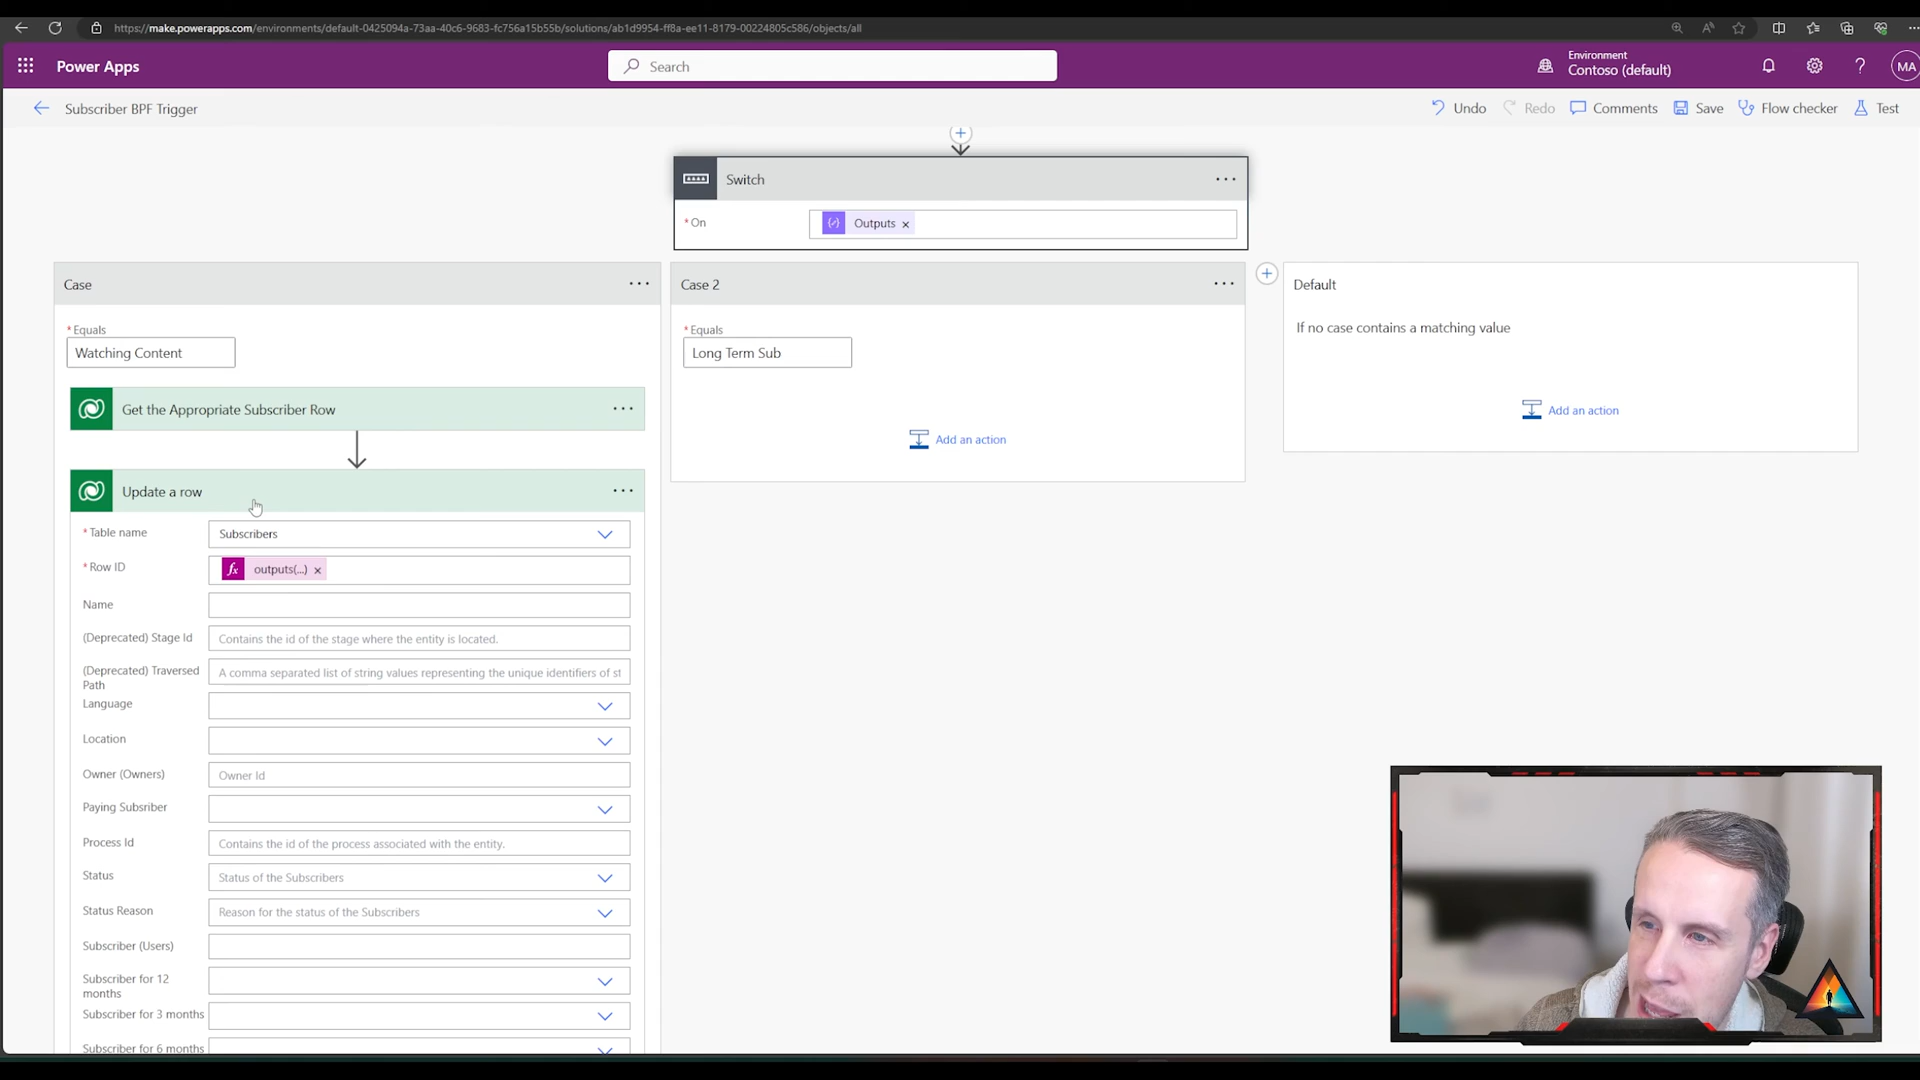 https://make.powerapps.com/environments/default-0425094a-73aa-40c6-9683-fc756a15b55b/solutions/ab1d9954-ff8a-ee11-8179-00224805c586/objects/all
Power Apps
Search
Environment
Contoso (default)
MA
Subscriber BPF Trigger
Undo
Redo
Comments
Save
Flow checker
Test
Switch
* On
Outputs ×
Case
Case 2
Default
* Equals
Watching Content
* Equals
Long Term Sub
If no case contains a matching value
Get the Appropriate Subscriber Row
Add an action
Add an action
Update a row
* Table name
Subscribers
* Row ID
fx outputs(...) ×
Name
(Deprecated) Stage Id
Contains the id of the stage where the entity is located.
(Deprecated) Traversed Path
A comma separated list of string values representing the unique identifiers of st
Language
Location
Owner (Owners)
Owner Id
Paying Subsriber
Process Id
Contains the id of the process associated with the entity.
Status
Status of the Subscribers
Status Reason
Reason for the status of the Subscribers
Subscriber (Users)
Subscriber for 12 months
Subscriber for 3 months
Subscriber for 6 months